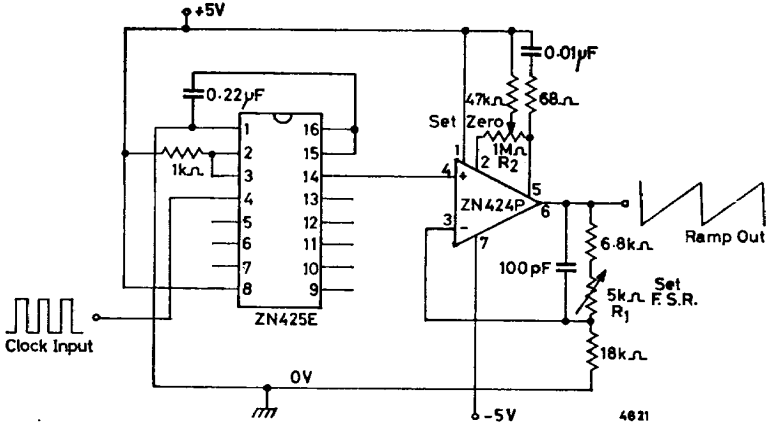 +5V
0.01µF
0.22µF
47kΩ
68Ω
Set Zero
1MΩ
R2
1kΩ
1
2
3
4
5
6
7
8
16
15
14
13
12
11
10
9
ZN425E
1
2
4
+
ZN424P
5
6
3
-
7
Ramp Out
6.8kΩ
100pF
5kΩ
R1
Set
F.S.R.
18kΩ
Clock Input
0V
-5V
4621